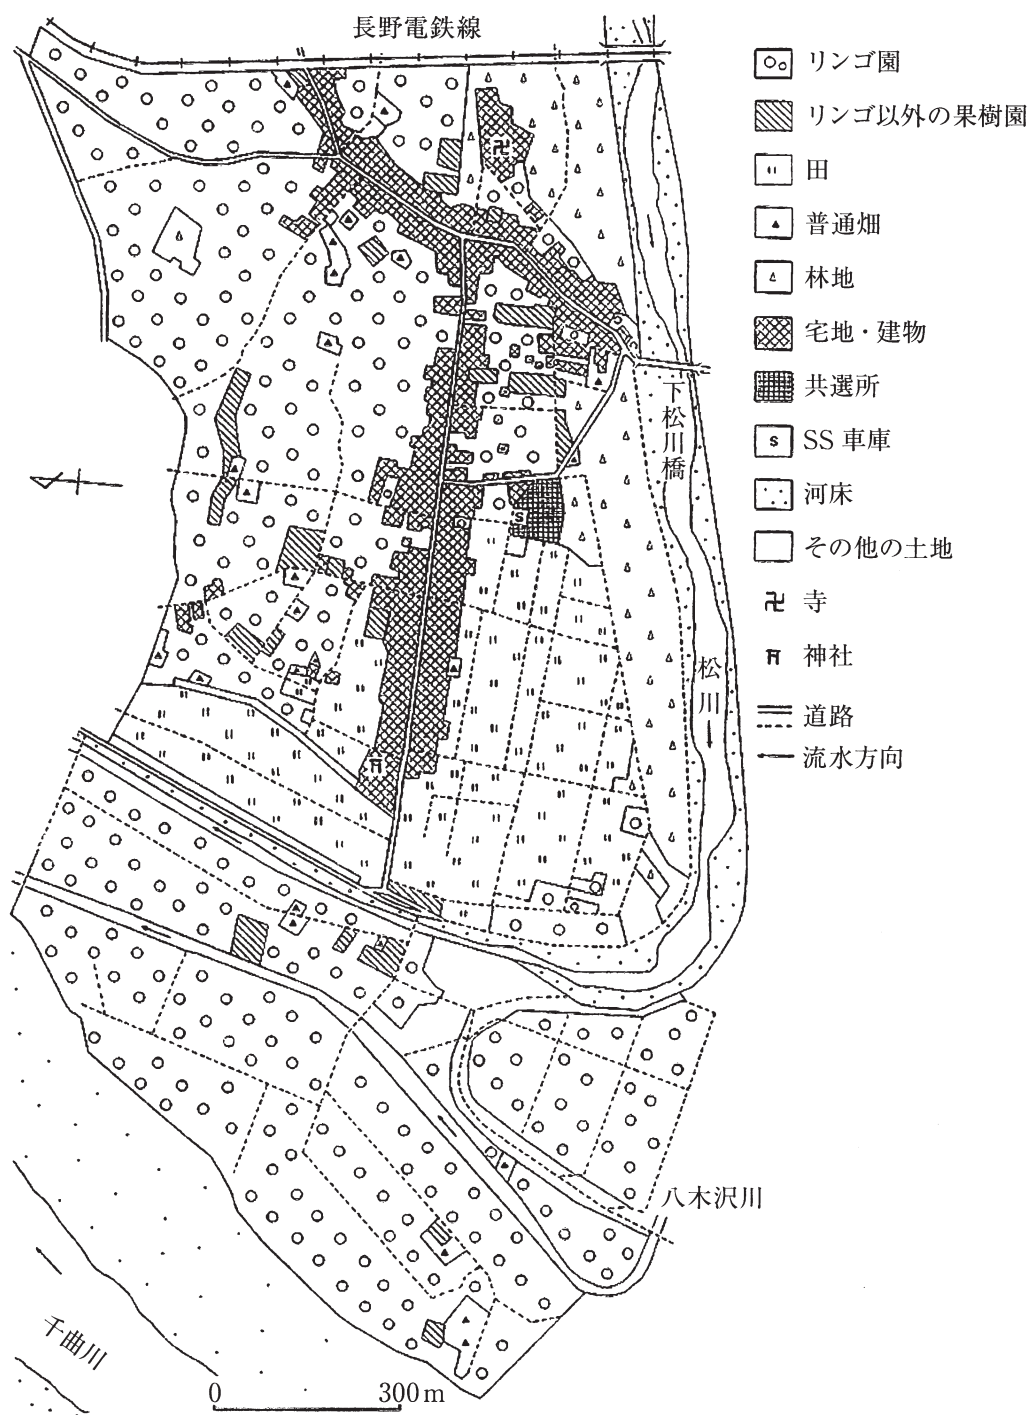 長野電鉄線
リンゴ園
リンゴ以外の果樹園
田
普通畑
林地
宅地・建物
共選所
S
SS車庫
河床
その他の土地
卍
寺
神社
道路
流水方向
卍
下松川橋
S
松川
八木沢川
千曲川
0 300m